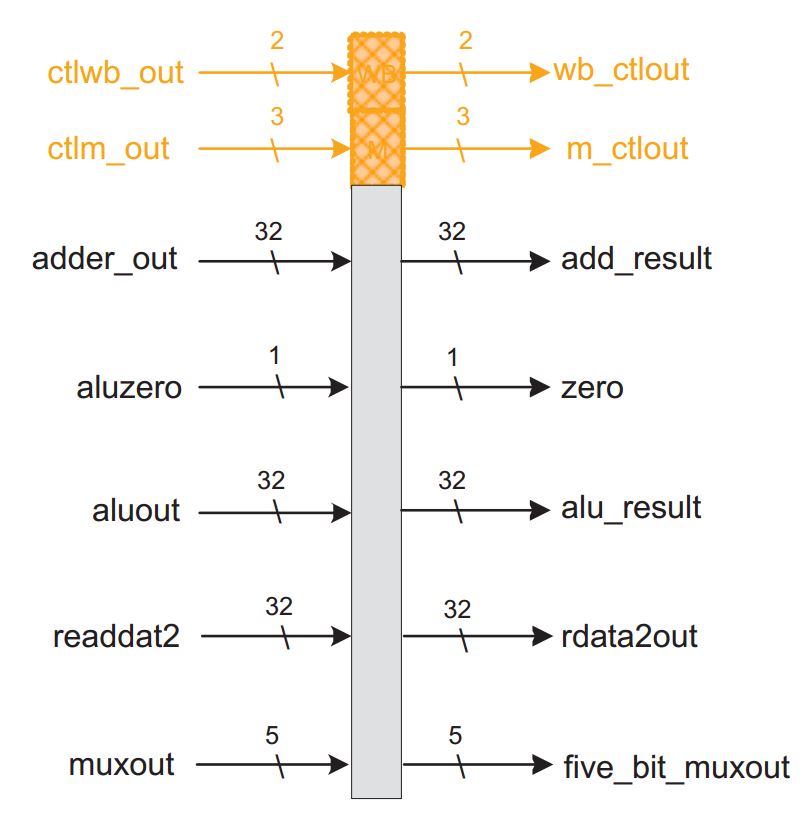 2 2
ctlwb_out WB wb_ctlout
3 3
ctlm_out M m_ctlout
32 32
adder_out add_result
1 1
aluzero zero
32 32
aluout alu_result
32 32
readdat2 rdata2out
5 5
muxout five_bit_muxout